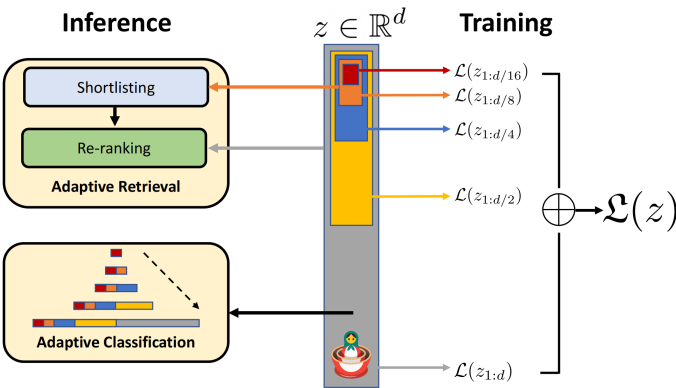 Inference
z ∈ ℝ^d
Training
Shortlisting
Re-ranking
Adaptive Retrieval
ℒ(z_{1:d/16})
ℒ(z_{1:d/8})
ℒ(z_{1:d/4})
ℒ(z_{1:d/2})
𝔏(z)
Adaptive Classification
ℒ(z_{1:d})